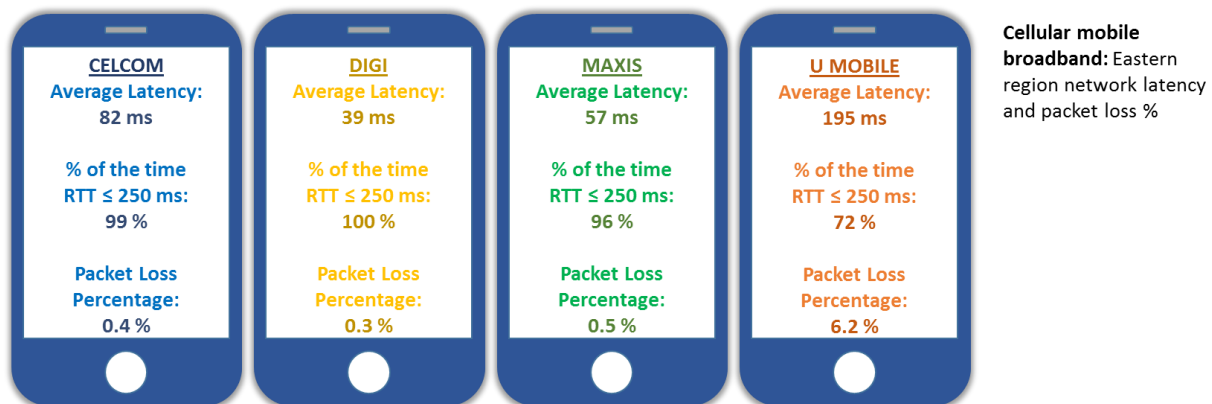 CELCOM
Average Latency:
82 ms
% of the time
RTT ≤ 250 ms:
99 %
Packet Loss
Percentage:
0.4 %
DIGI
Average Latency:
39 ms
% of the time
RTT ≤ 250 ms:
100 %
Packet Loss
Percentage:
0.3 %
MAXIS
Average Latency:
57 ms
% of the time
RTT ≤ 250 ms:
96 %
Packet Loss
Percentage:
0.5 %
U MOBILE
Average Latency:
195 ms
% of the time
RTT ≤ 250 ms:
72 %
Packet Loss
Percentage:
6.2 %
Cellular mobile
broadband: Eastern
region network latency
and packet loss %